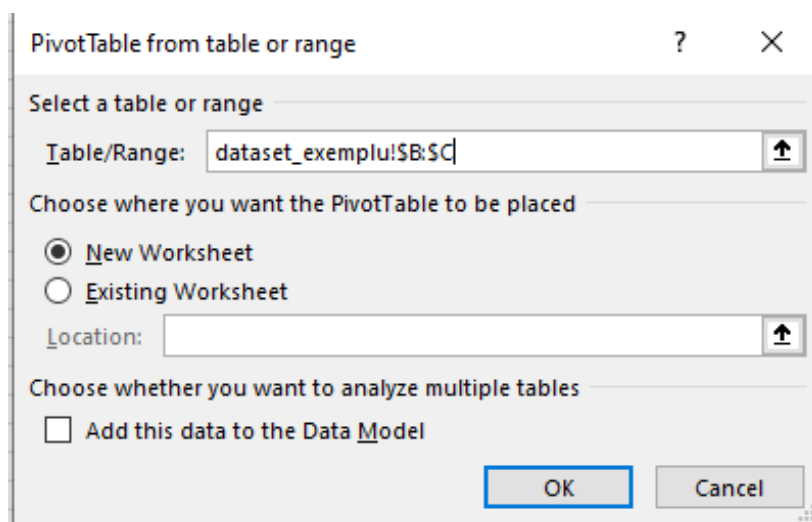 PivotTable from table or range ?
Select a table or range
Table/Range: dataset_exemplu!$B:$C
Choose where you want the PivotTable to be placed
New Worksheet
Existing Worksheet
Location:
Choose whether you want to analyze multiple tables
Add this data to the Data Model
OK Cancel